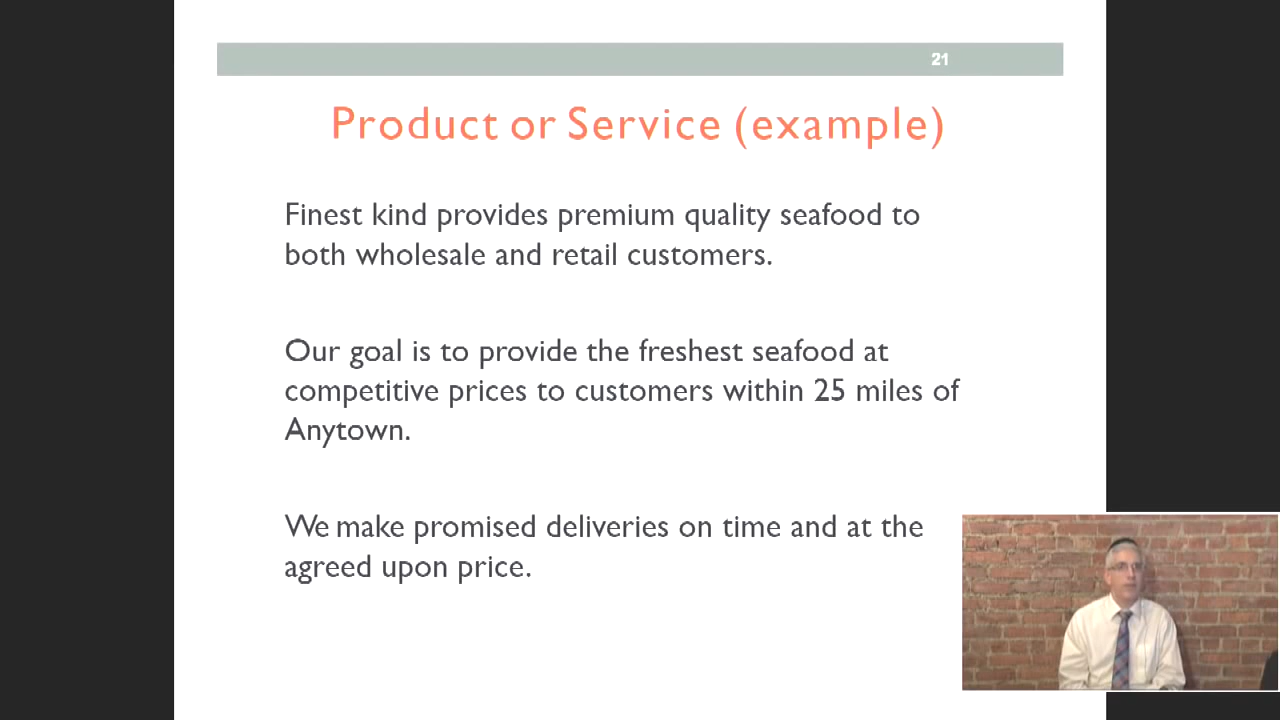 21
Product or Service (example)
Finest kind provides premium quality seafood to
both wholesale and retail customers.
Our goal is to provide the freshest seafood at
competitive prices to customers within 25 miles of
Anytown.
We make promised deliveries on time and at the
agreed upon price.